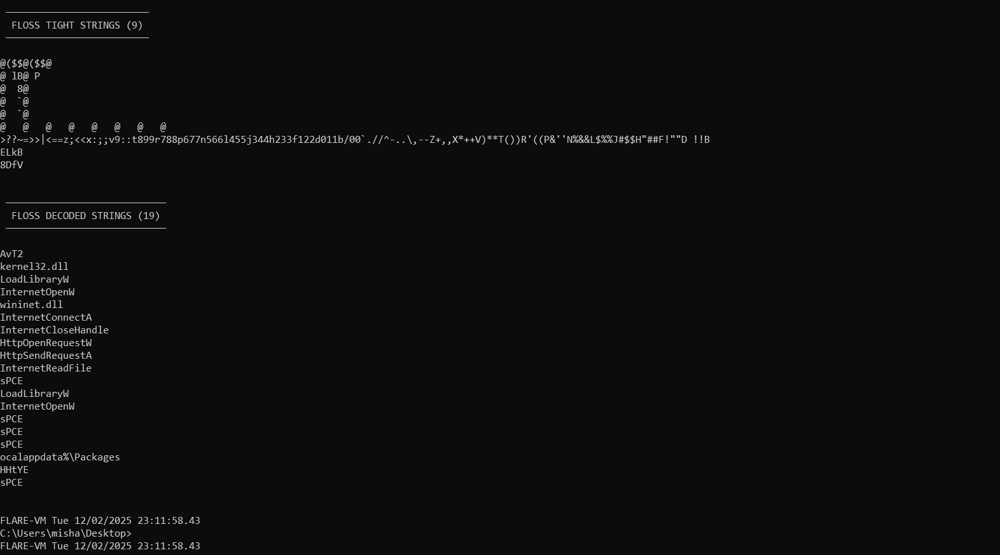 FLOSS TIGHT STRINGS (9)
@($$@($$@
@ lB@ P
@  8@
@  `@
@  `@
@   @   @   @   @   @   @   @
>??~=>>|<==z;<<x:;;v9::t899r788p677n566l455j344h233f122d011b/00`.//^-..\,--Z+,,X*++V)**T())R'((P&''N%&&L$%%J#$$H"##F!""D !!B
ELkB
8DfV
FLOSS DECODED STRINGS (19)
AvT2
kernel32.dll
LoadLibraryW
InternetOpenW
wininet.dll
InternetConnectA
InternetCloseHandle
HttpOpenRequestW
HttpSendRequestA
InternetReadFile
sPCE
LoadLibraryW
InternetOpenW
sPCE
sPCE
sPCE
ocalappdata%\Packages
HHtYE
sPCE
FLARE-VM Tue 12/02/2025 23:11:58.43
C:\Users\misha\Desktop>
FLARE-VM Tue 12/02/2025 23:11:58.43